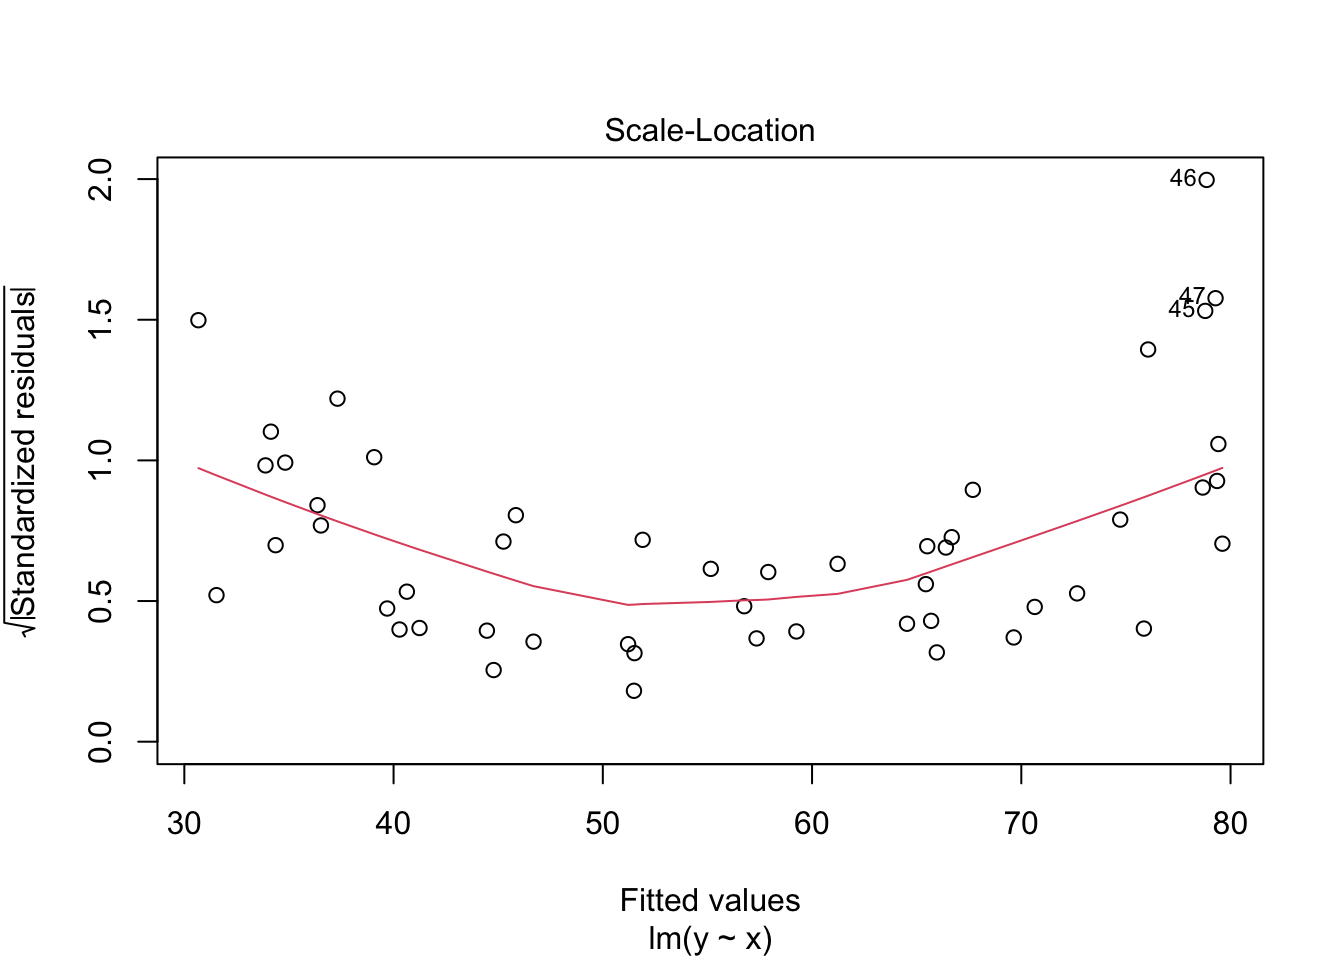 Scale-Location
√|Standardized residuals|
2.0
1.5
1.0
0.5
0.0
46
47
45
30 40 50 60 70 80
Fitted values
lm(y ~ x)